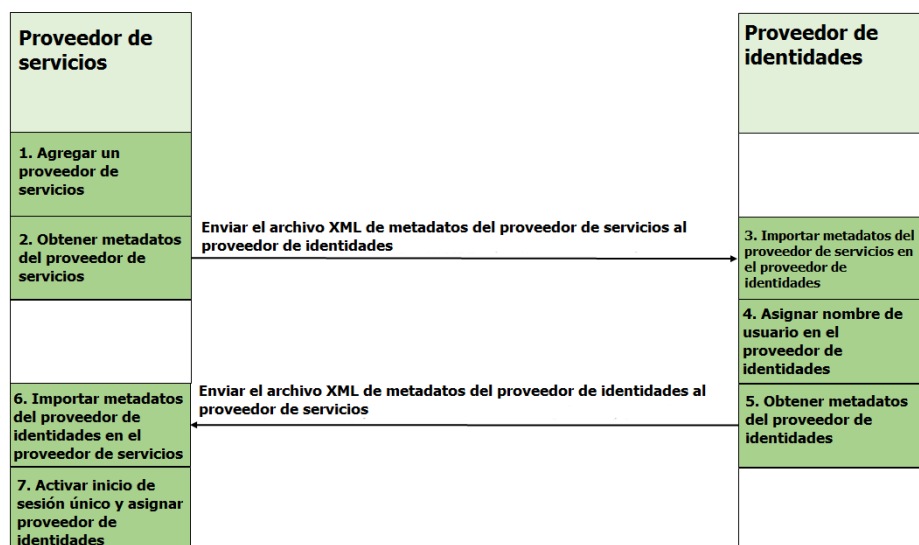 Proveedor de
servicios
Proveedor de
identidades
1. Agregar un
proveedor de
servicios
2. Obtener metadatos
del proveedor de
servicios
Enviar el archivo XML de metadatos del proveedor de servicios al
proveedor de identidades
3. Importar metadatos del
proveedor de servicios en
el proveedor de
identidades
4. Asignar nombre de
usuario en el
proveedor de
identidades
Enviar el archivo XML de metadatos del proveedor de identidades al
proveedor de servicios
5. Obtener metadatos
del proveedor de
identidades
6. Importar metadatos
del proveedor de
identidades en el
proveedor de servicios
7. Activar inicio de
sesión único y asignar
proveedor de
identidades